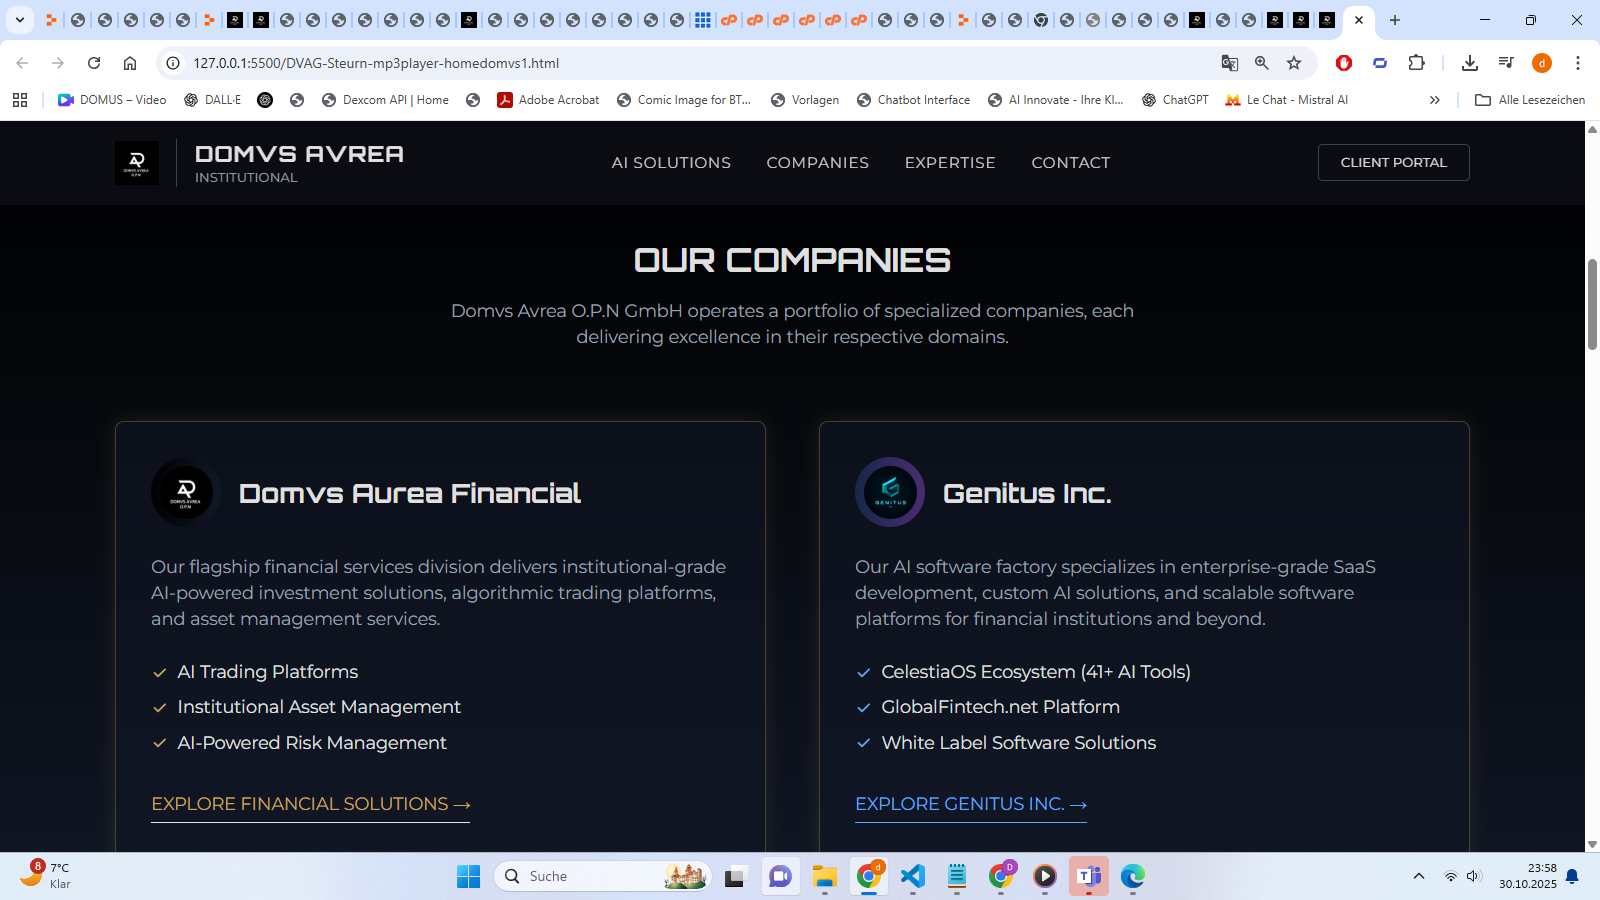 127.0.0.1:5500/DVAG-Steurn-mp3player-homedomvs1.html
d
DOMUS – Video
DALL·E
Dexcom API | Home
Adobe Acrobat
Comic Image for BT...
Vorlagen
Chatbot Interface
AI Innovate - Ihre KI...
ChatGPT
Le Chat - Mistral AI
Alle Lesezeichen
DOMVS AVREA
INSTITUTIONAL
AI SOLUTIONS
COMPANIES
EXPERTISE
CONTACT
CLIENT PORTAL
OUR COMPANIES
Domvs Avrea O.P.N GmbH operates a portfolio of specialized companies, each
delivering excellence in their respective domains.
DOMVS AVREA
O.P.N
Domvs Aurea Financial
Our flagship financial services division delivers institutional-grade
AI-powered investment solutions, algorithmic trading platforms,
and asset management services.
AI Trading Platforms
Institutional Asset Management
AI-Powered Risk Management
EXPLORE FINANCIAL SOLUTIONS →
GENITUS
Genitus Inc.
Our AI software factory specializes in enterprise-grade SaaS
development, custom AI solutions, and scalable software
platforms for financial institutions and beyond.
CelestiaOS Ecosystem (41+ AI Tools)
GlobalFintech.net Platform
White Label Software Solutions
EXPLORE GENITUS INC. →
8
7°C
Klar
Suche
d
D
23:58
30.10.2025